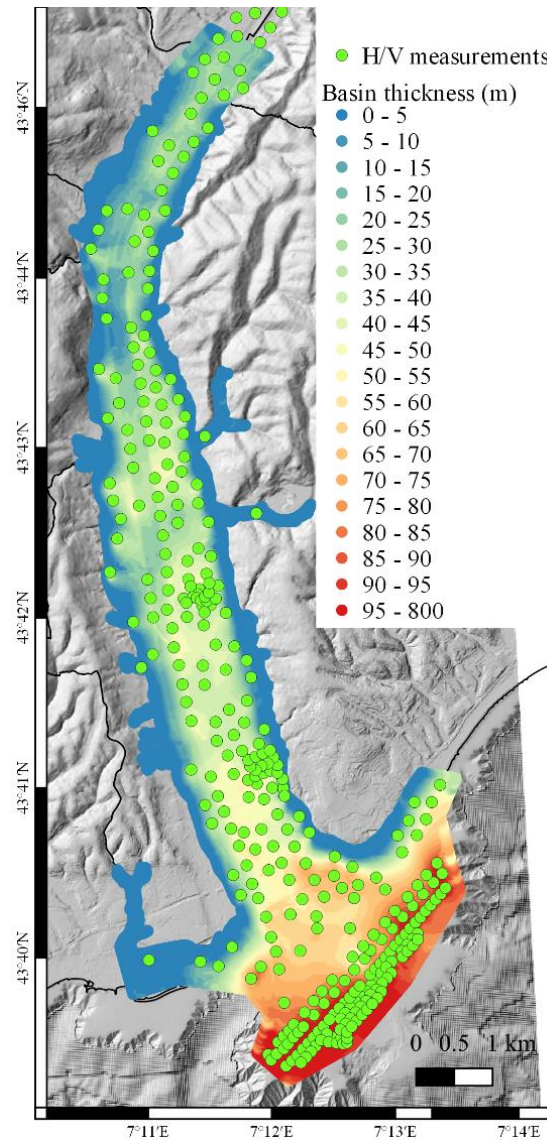 H/V measurements
Basin thickness (m)
0 - 5
5 - 10
10 - 15
15 - 20
20 - 25
25 - 30
30 - 35
35 - 40
40 - 45
45 - 50
50 - 55
55 - 60
60 - 65
65 - 70
70 - 75
75 - 80
80 - 85
85 - 90
90 - 95
95 - 800
43°46'N
43°44'N
43°43'N
43°42'N
43°41'N
43°40'N
0 0.5 1 km
7°11'E 7°12'E 7°13'E 7°14'E